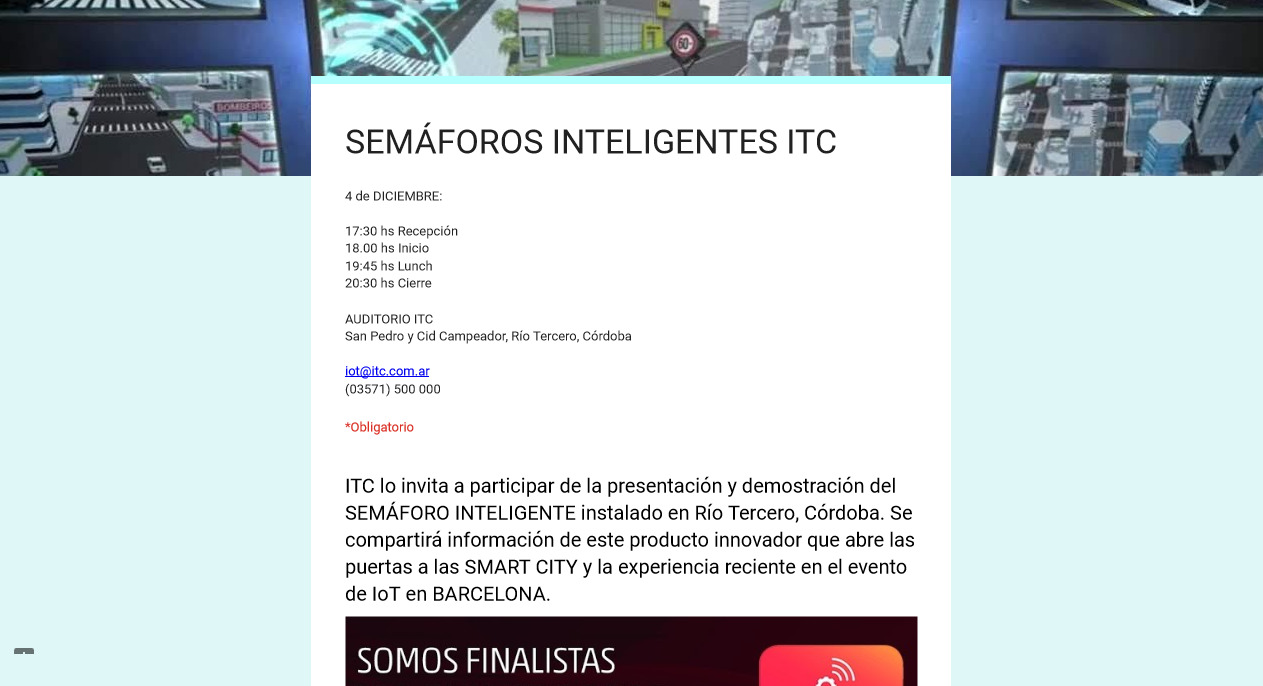 60
BOMBEIROS
SEMÁFOROS INTELIGENTES ITC
4 de DICIEMBRE:
17:30 hs Recepción
18.00 hs Inicio
19:45 hs Lunch
20:30 hs Cierre
AUDITORIO ITC
San Pedro y Cid Campeador, Río Tercero, Córdoba
iot@itc.com.ar
(03571) 500 000
*Obligatorio
ITC lo invita a participar de la presentación y demostración del
SEMÁFORO INTELIGENTE instalado en Río Tercero, Córdoba. Se
compartirá información de este producto innovador que abre las
puertas a las SMART CITY y la experiencia reciente en el evento
de IoT en BARCELONA.
SOMOS FINALISTAS